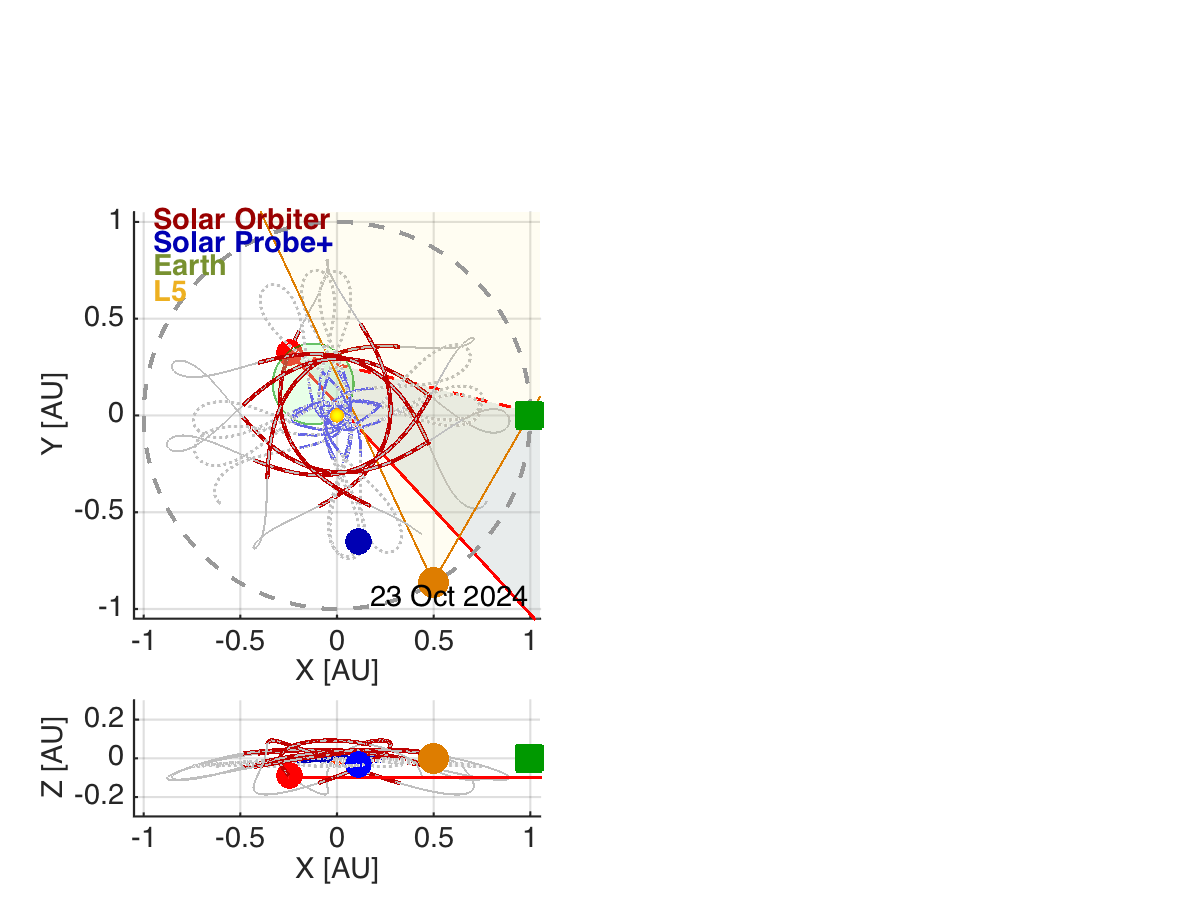 Solar Orbiter
Solar Probe+
Earth
L5
1
0.5
0
-0.5
-1
Y [AU]
23 Oct 2024
-1 -0.5 0 0.5 1
X [AU]
0.2
0
-0.2
Z [AU]
-1 -0.5 0 0.5 1
X [AU]